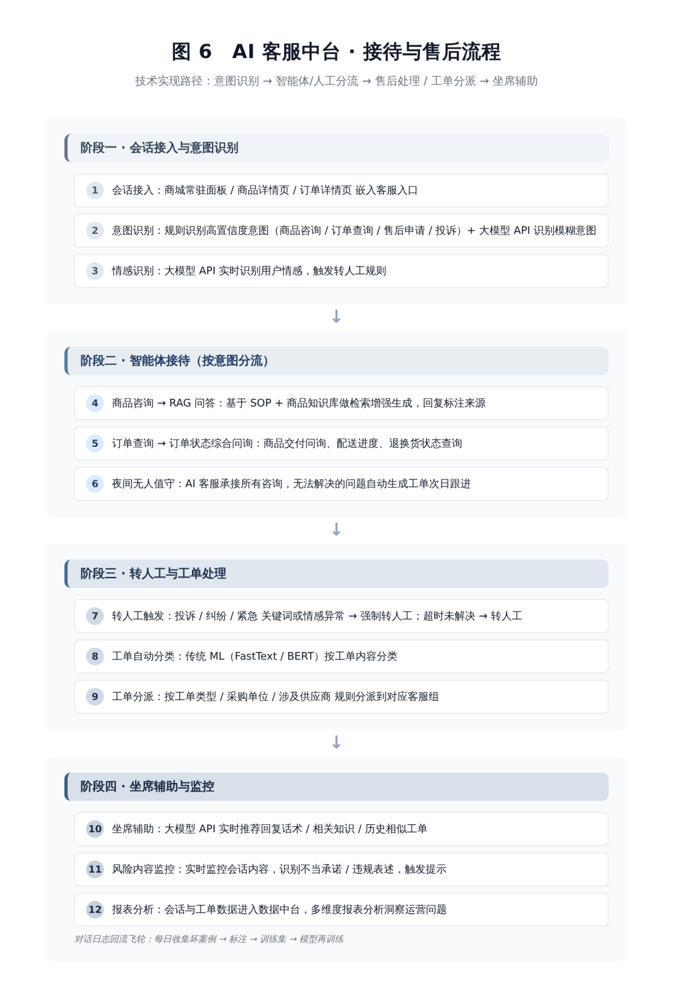 图 6 AI 客服中台 · 接待与售后流程
技术实现路径：意图识别 → 智能体/人工分流 → 售后处理 / 工单分派 → 坐席辅助
阶段一 · 会话接入与意图识别
1 会话接入：商城常驻面板 / 商品详情页 / 订单详情页 嵌入客服入口
2 意图识别：规则识别高置信度意图（商品咨询 / 订单查询 / 售后申请 / 投诉）+ 大模型 API 识别模糊意图
3 情感识别：大模型 API 实时识别用户情感，触发转人工规则
↓
阶段二 · 智能体接待（按意图分流）
4 商品咨询 → RAG 问答：基于 SOP + 商品知识库做检索增强生成，回复标注来源
5 订单查询 → 订单状态综合问询：商品交付问询、配送进度、退换货状态查询
6 夜间无人值守：AI 客服承接所有咨询，无法解决的问题自动生成工单次日跟进
↓
阶段三 · 转人工与工单处理
7 转人工触发：投诉 / 纠纷 / 紧急 关键词或情感异常 → 强制转人工；超时未解决 → 转人工
8 工单自动分类：传统 ML（FastText / BERT）按工单内容分类
9 工单分派：按工单类型 / 采购单位 / 涉及供应商 规则分派到对应客服组
↓
阶段四 · 坐席辅助与监控
10 坐席辅助：大模型 API 实时推荐回复话术 / 相关知识 / 历史相似工单
11 风险内容监控：实时监控会话内容，识别不当承诺 / 违规表述，触发提示
12 报表分析：会话与工单数据进入数据中台，多维度报表分析洞察运营问题
对话日志回流飞轮：每日收集坏案例 → 标注 → 训练集 → 模型再训练